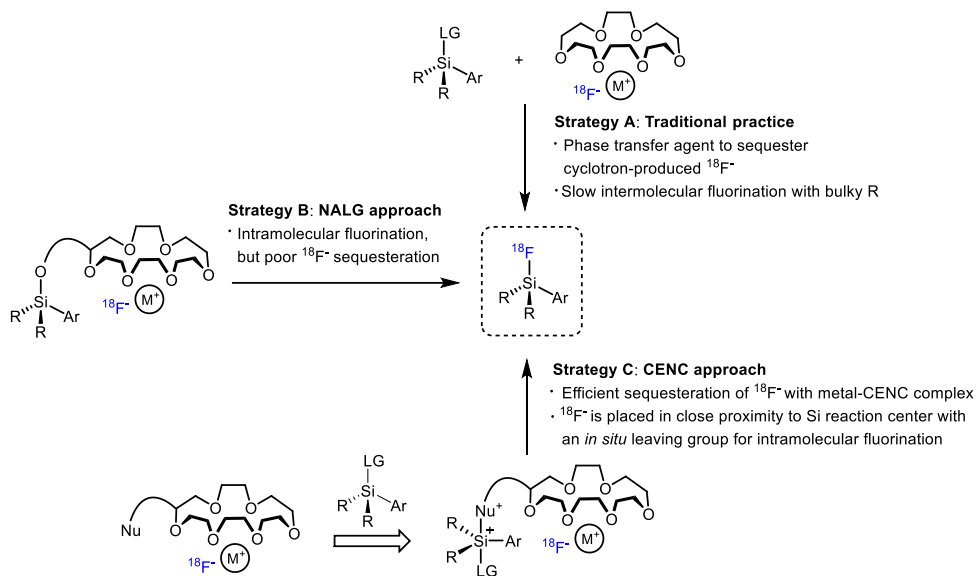 LG
Si
R
Ar
R
+
O O
O O
O O
¹⁸F⁻ M⁺
Strategy A: Traditional practice
· Phase transfer agent to sequester
cyclotron-produced ¹⁸F⁻
· Slow intermolecular fluorination with bulky R
Strategy B: NALG approach
· Intramolecular fluorination,
but poor ¹⁸F⁻ sequesteration
O O
O O O
O O
Si
R
Ar
R
¹⁸F⁻ M⁺
¹⁸F
Si
R
Ar
R
Strategy C: CENC approach
· Efficient sequesteration of ¹⁸F⁻ with metal-CENC complex
· ¹⁸F⁻ is placed in close proximity to Si reaction center with
an in situ leaving group for intramolecular fluorination
Nu
O O
O O
O O
¹⁸F⁻ M⁺
LG
Si
R
Ar
R
Nu⁺
O O
O O
O O
R
Si
Ar
R
LG
¹⁸F⁻ M⁺